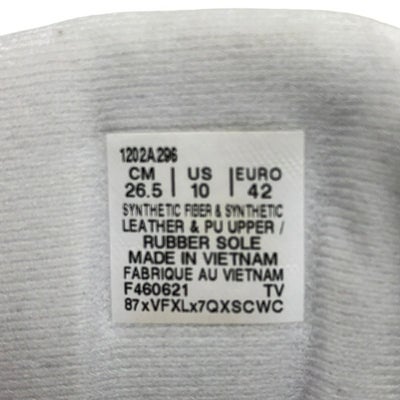 1202A296
CM | US | EURO
26.5 | 10 | 42
SYNTHETIC FIBER & SYNTHETIC
LEATHER & PU UPPER /
RUBBER SOLE
MADE IN VIETNAM
FABRIQUE AU VIETNAM
F460621 TV
87xVFXLx7QXSCWC